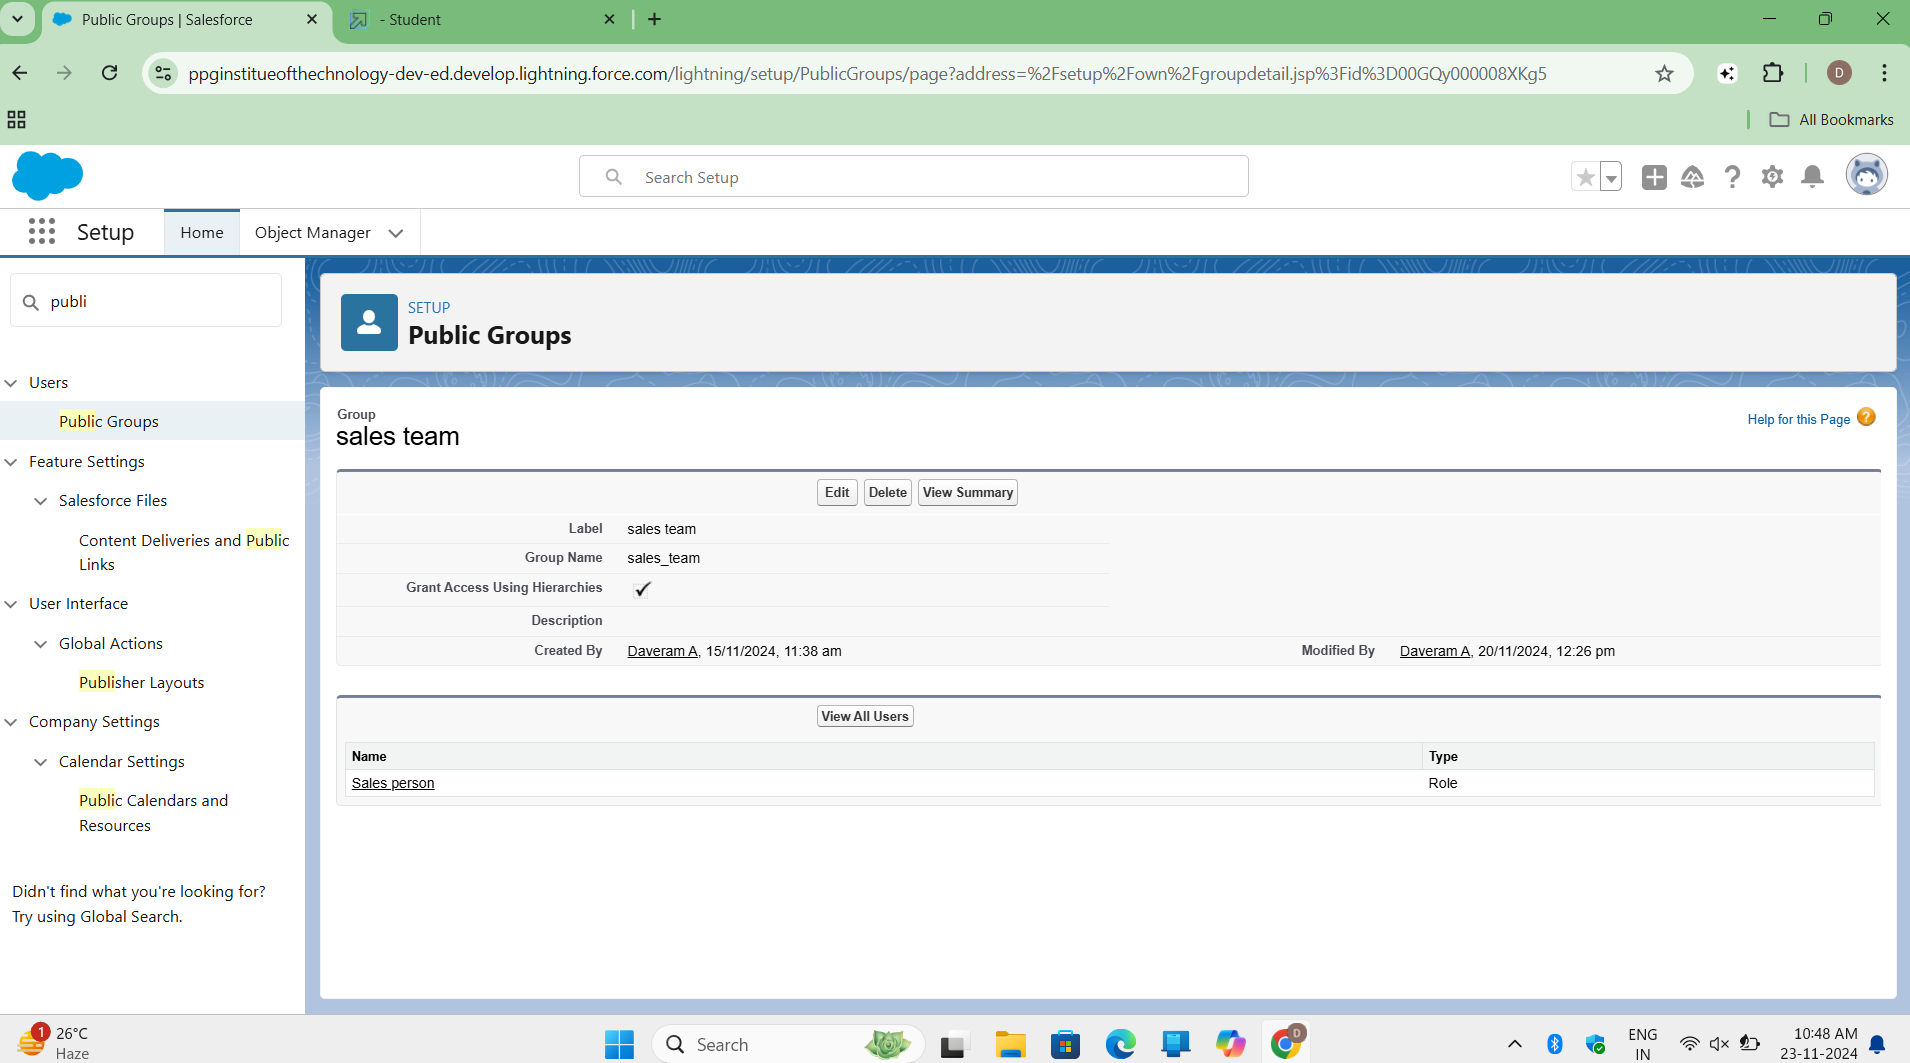 Public Groups | Salesforce
- Student
ppginstitueofthechnology-dev-ed.develop.lightning.force.com/lightning/setup/PublicGroups/page?address=%2Fsetup%2Fown%2Fgroupdetail.jsp%3Fid%3D00GQy000008XKg5
D
All Bookmarks
Search Setup
Setup
Home
Object Manager
publi
Users
Public Groups
Feature Settings
Salesforce Files
Content Deliveries and Public
Links
User Interface
Global Actions
Publisher Layouts
Company Settings
Calendar Settings
Public Calendars and
Resources
Didn't find what you're looking for?
Try using Global Search.
SETUP
Public Groups
Group
sales team
Help for this Page ?
Edit Delete View Summary
Label sales team
Group Name sales_team
Grant Access Using Hierarchies
Description
Created By Daveram A, 15/11/2024, 11:38 am Modified By Daveram A, 20/11/2024, 12:26 pm
View All Users
Name Type
Sales person Role
1
26°C
Haze
Search
D
ENG
IN
10:48 AM
23-11-2024